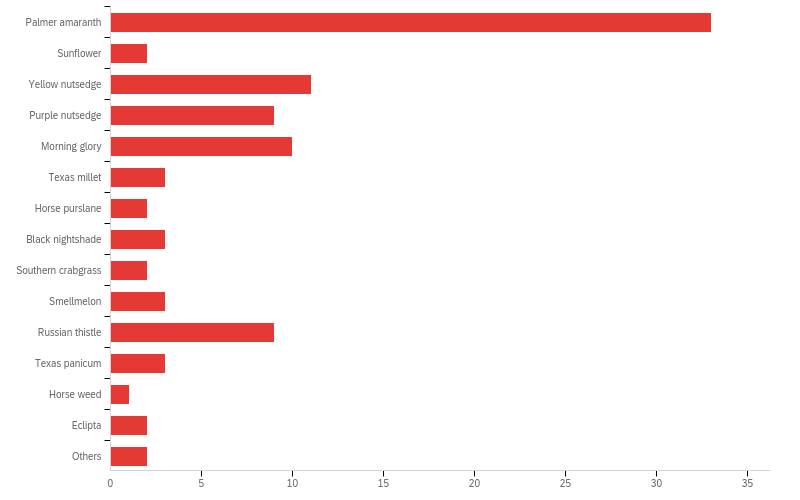 Palmer amaranth
Sunflower
Yellow nutsedge
Purple nutsedge
Morning glory
Texas millet
Horse purslane
Black nightshade
Southern crabgrass
Smellmelon
Russian thistle
Texas panicum
Horse weed
Eclipta
Others
0 5 10 15 20 25 30 35